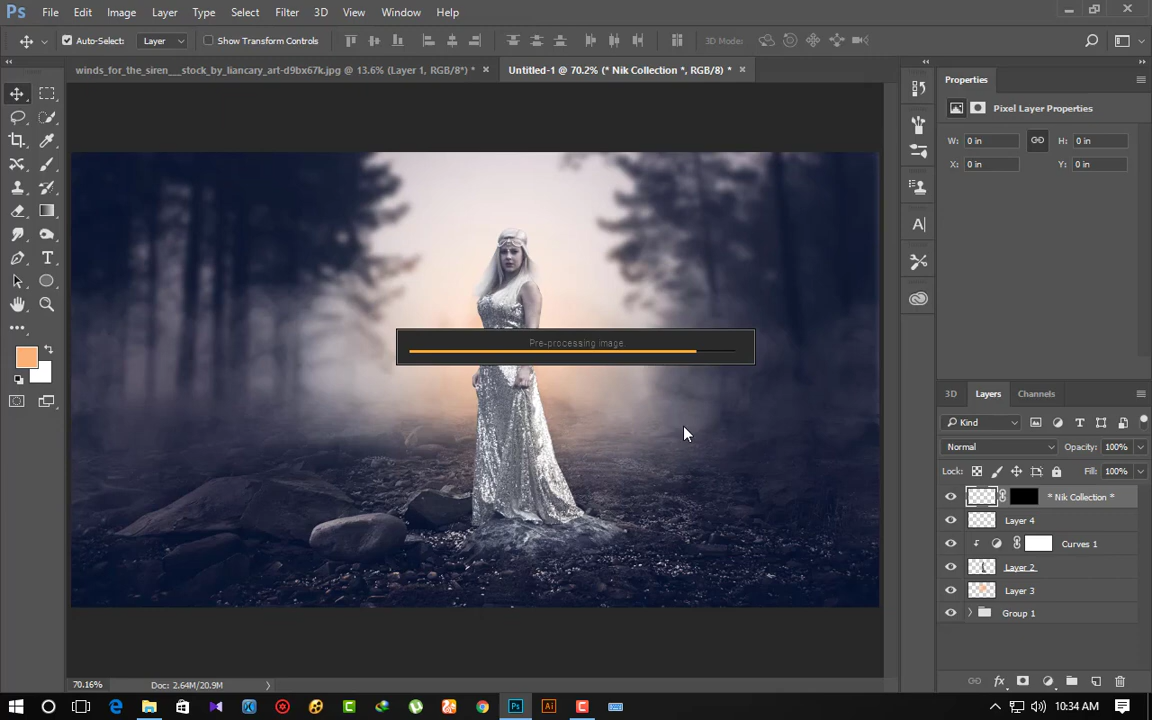 Ps File Edit Image Layer Type Select Filter 3D View Window Help
Auto-Select: Layer Show Transform Controls 3D Mode:
winds_for_the_siren___stock_by_liancary_art-d9bx67k.jpg @ 13.6% (Layer 1, RGB/8*) * × Untitled-1 @ 70.2% (* Nik Collection *, RGB/8) * ×
Properties
Pixel Layer Properties
W: 0 in H: 0 in
X: 0 in Y: 0 in
Pre-processing image.
3D Layers Channels
Kind
Normal Opacity: 100%
Lock: Fill: 100%
* Nik Collection *
Layer 4
Curves 1
Layer 2
Layer 3
Group 1
70.16% Doc: 2.64M/20.9M
Ps Ai C 10:34 AM